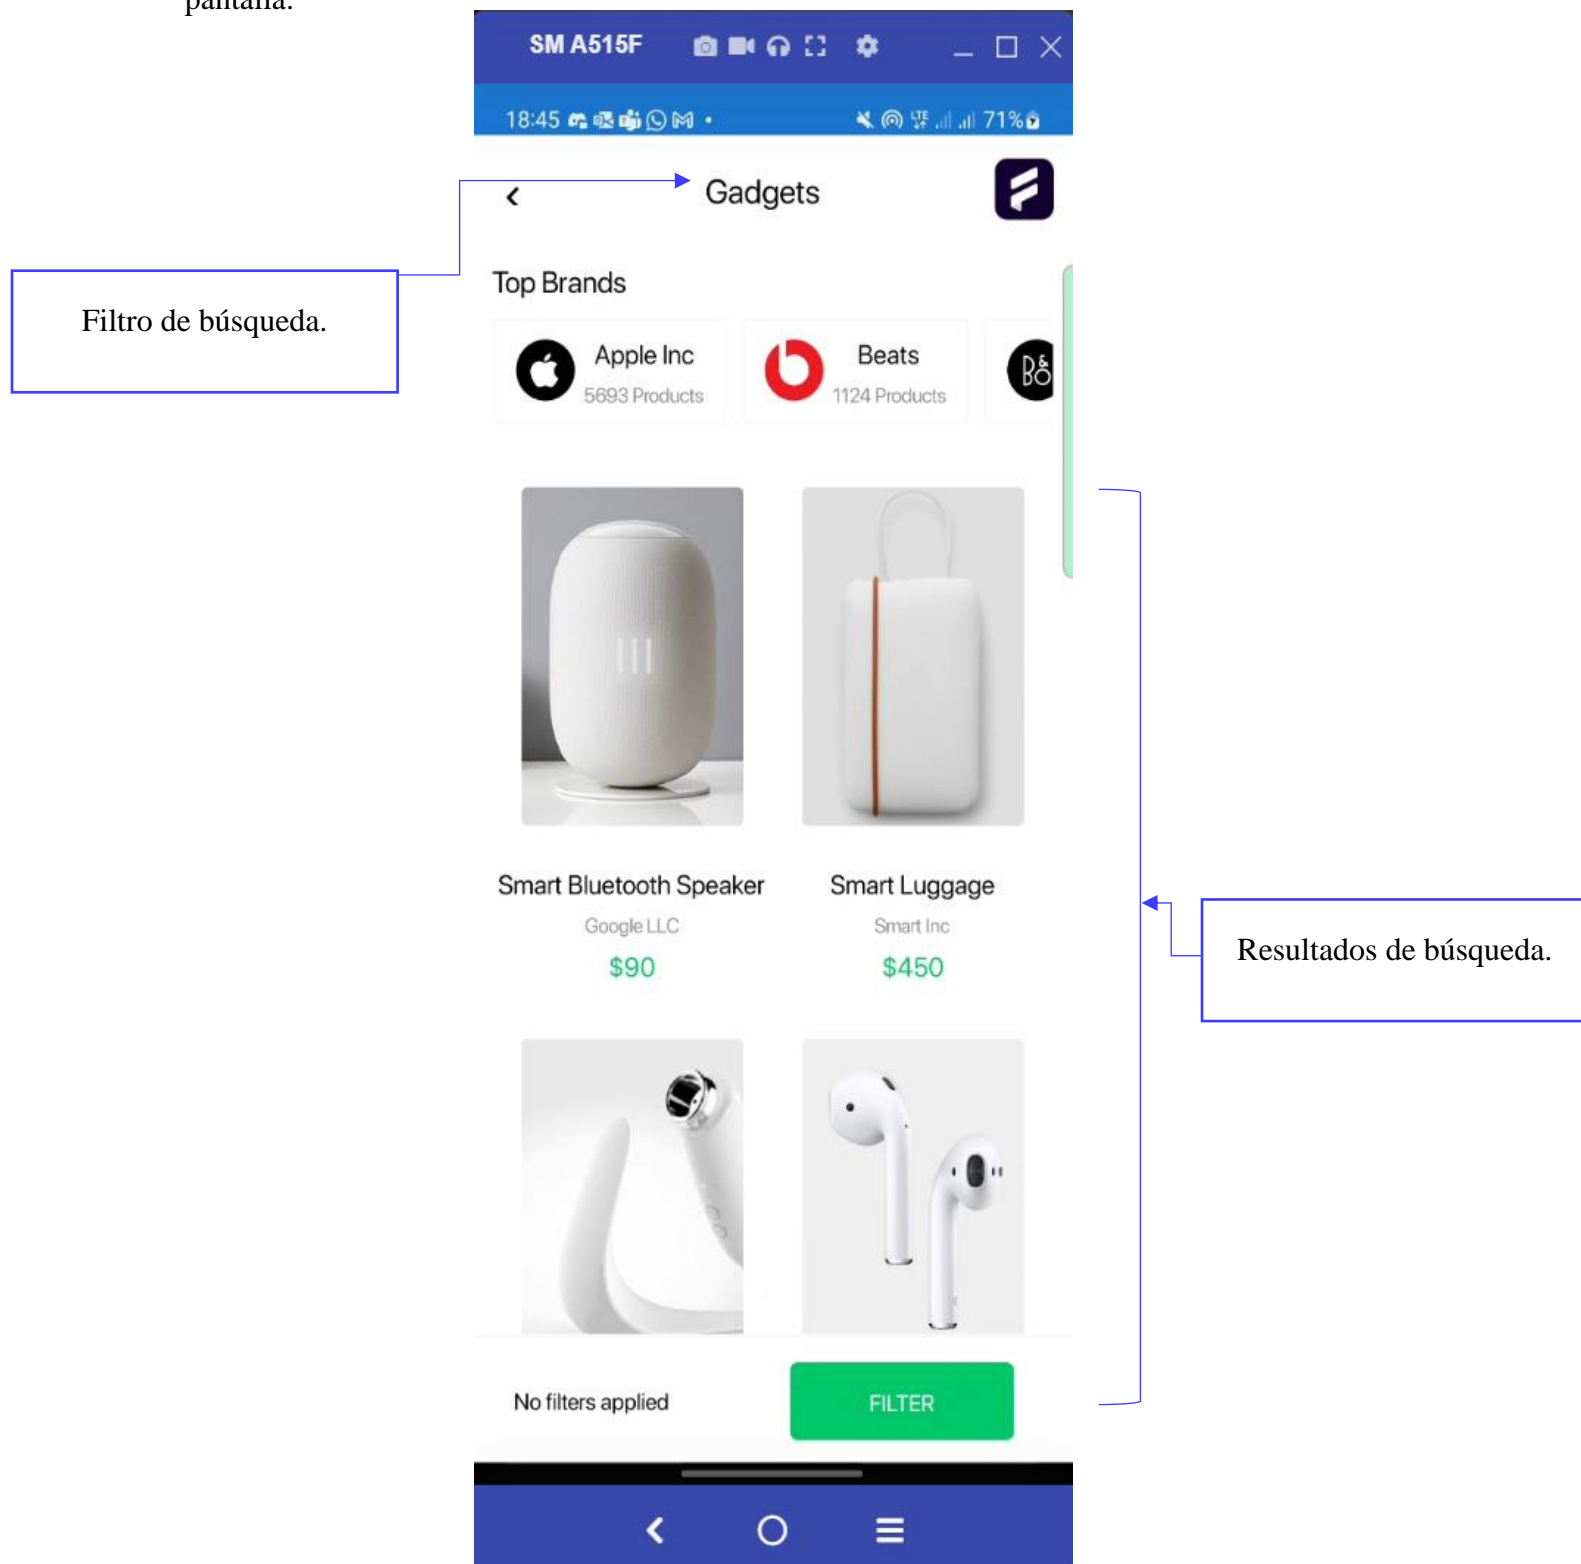 pantalla.
SM A515F
18:45 LTE 71%
Gadgets
Filtro de búsqueda.
Top Brands
Apple Inc
5693 Products
Beats
1124 Products
B&O
Smart Bluetooth Speaker
Google LLC
$90
Smart Luggage
Smart Inc
$450
Resultados de búsqueda.
No filters applied
FILTER